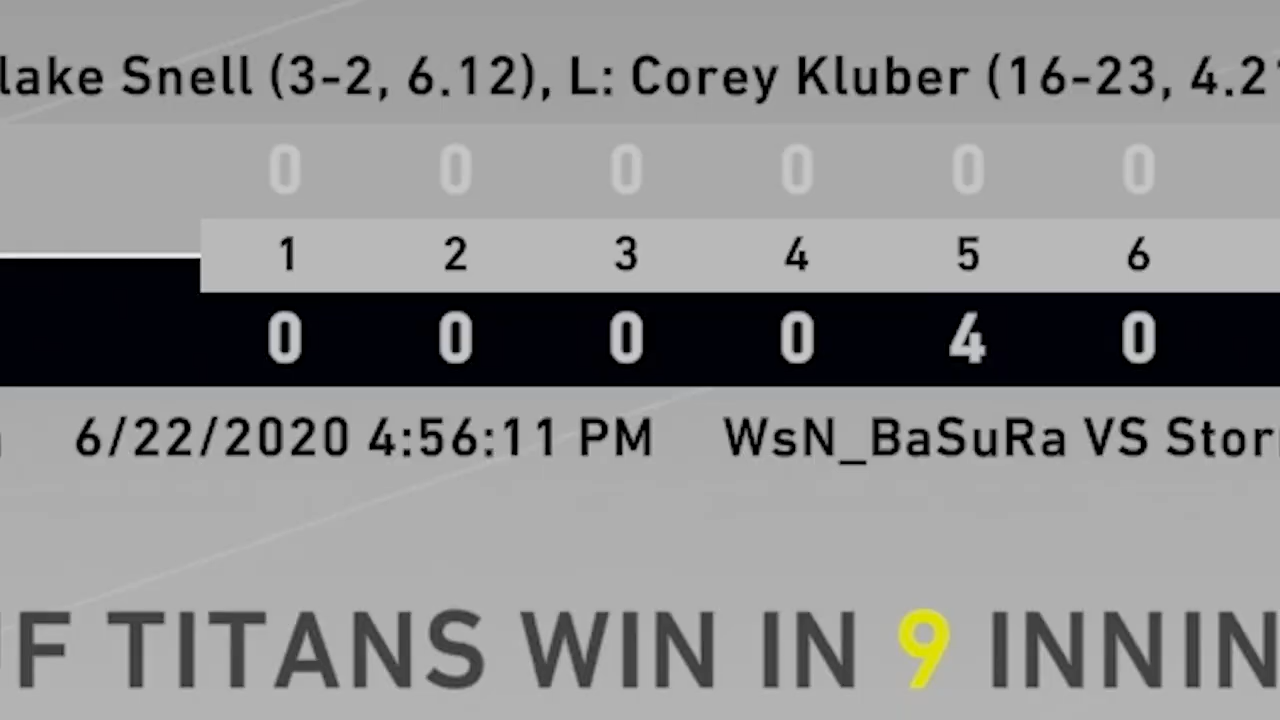 lake Snell (3-2, 6.12), L: Corey Kluber (16-23, 4.21
0 0 0 0 0 0
1 2 3 4 5 6
0 0 0 0 4 0
6/22/2020 4:56:11 PM WsN_BaSuRa VS Stor
F TITANS WIN IN 9 INNIN